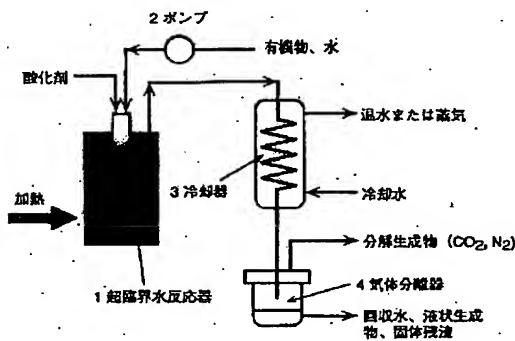 2 ポンプ
有機物、水
酸化剤
温水または蒸気
3 冷却器
冷却水
加熱
分解生成物 (CO2, N2)
4 気体分離器
1 超臨界水反応器
回収水、液状生成
物、固体残渣